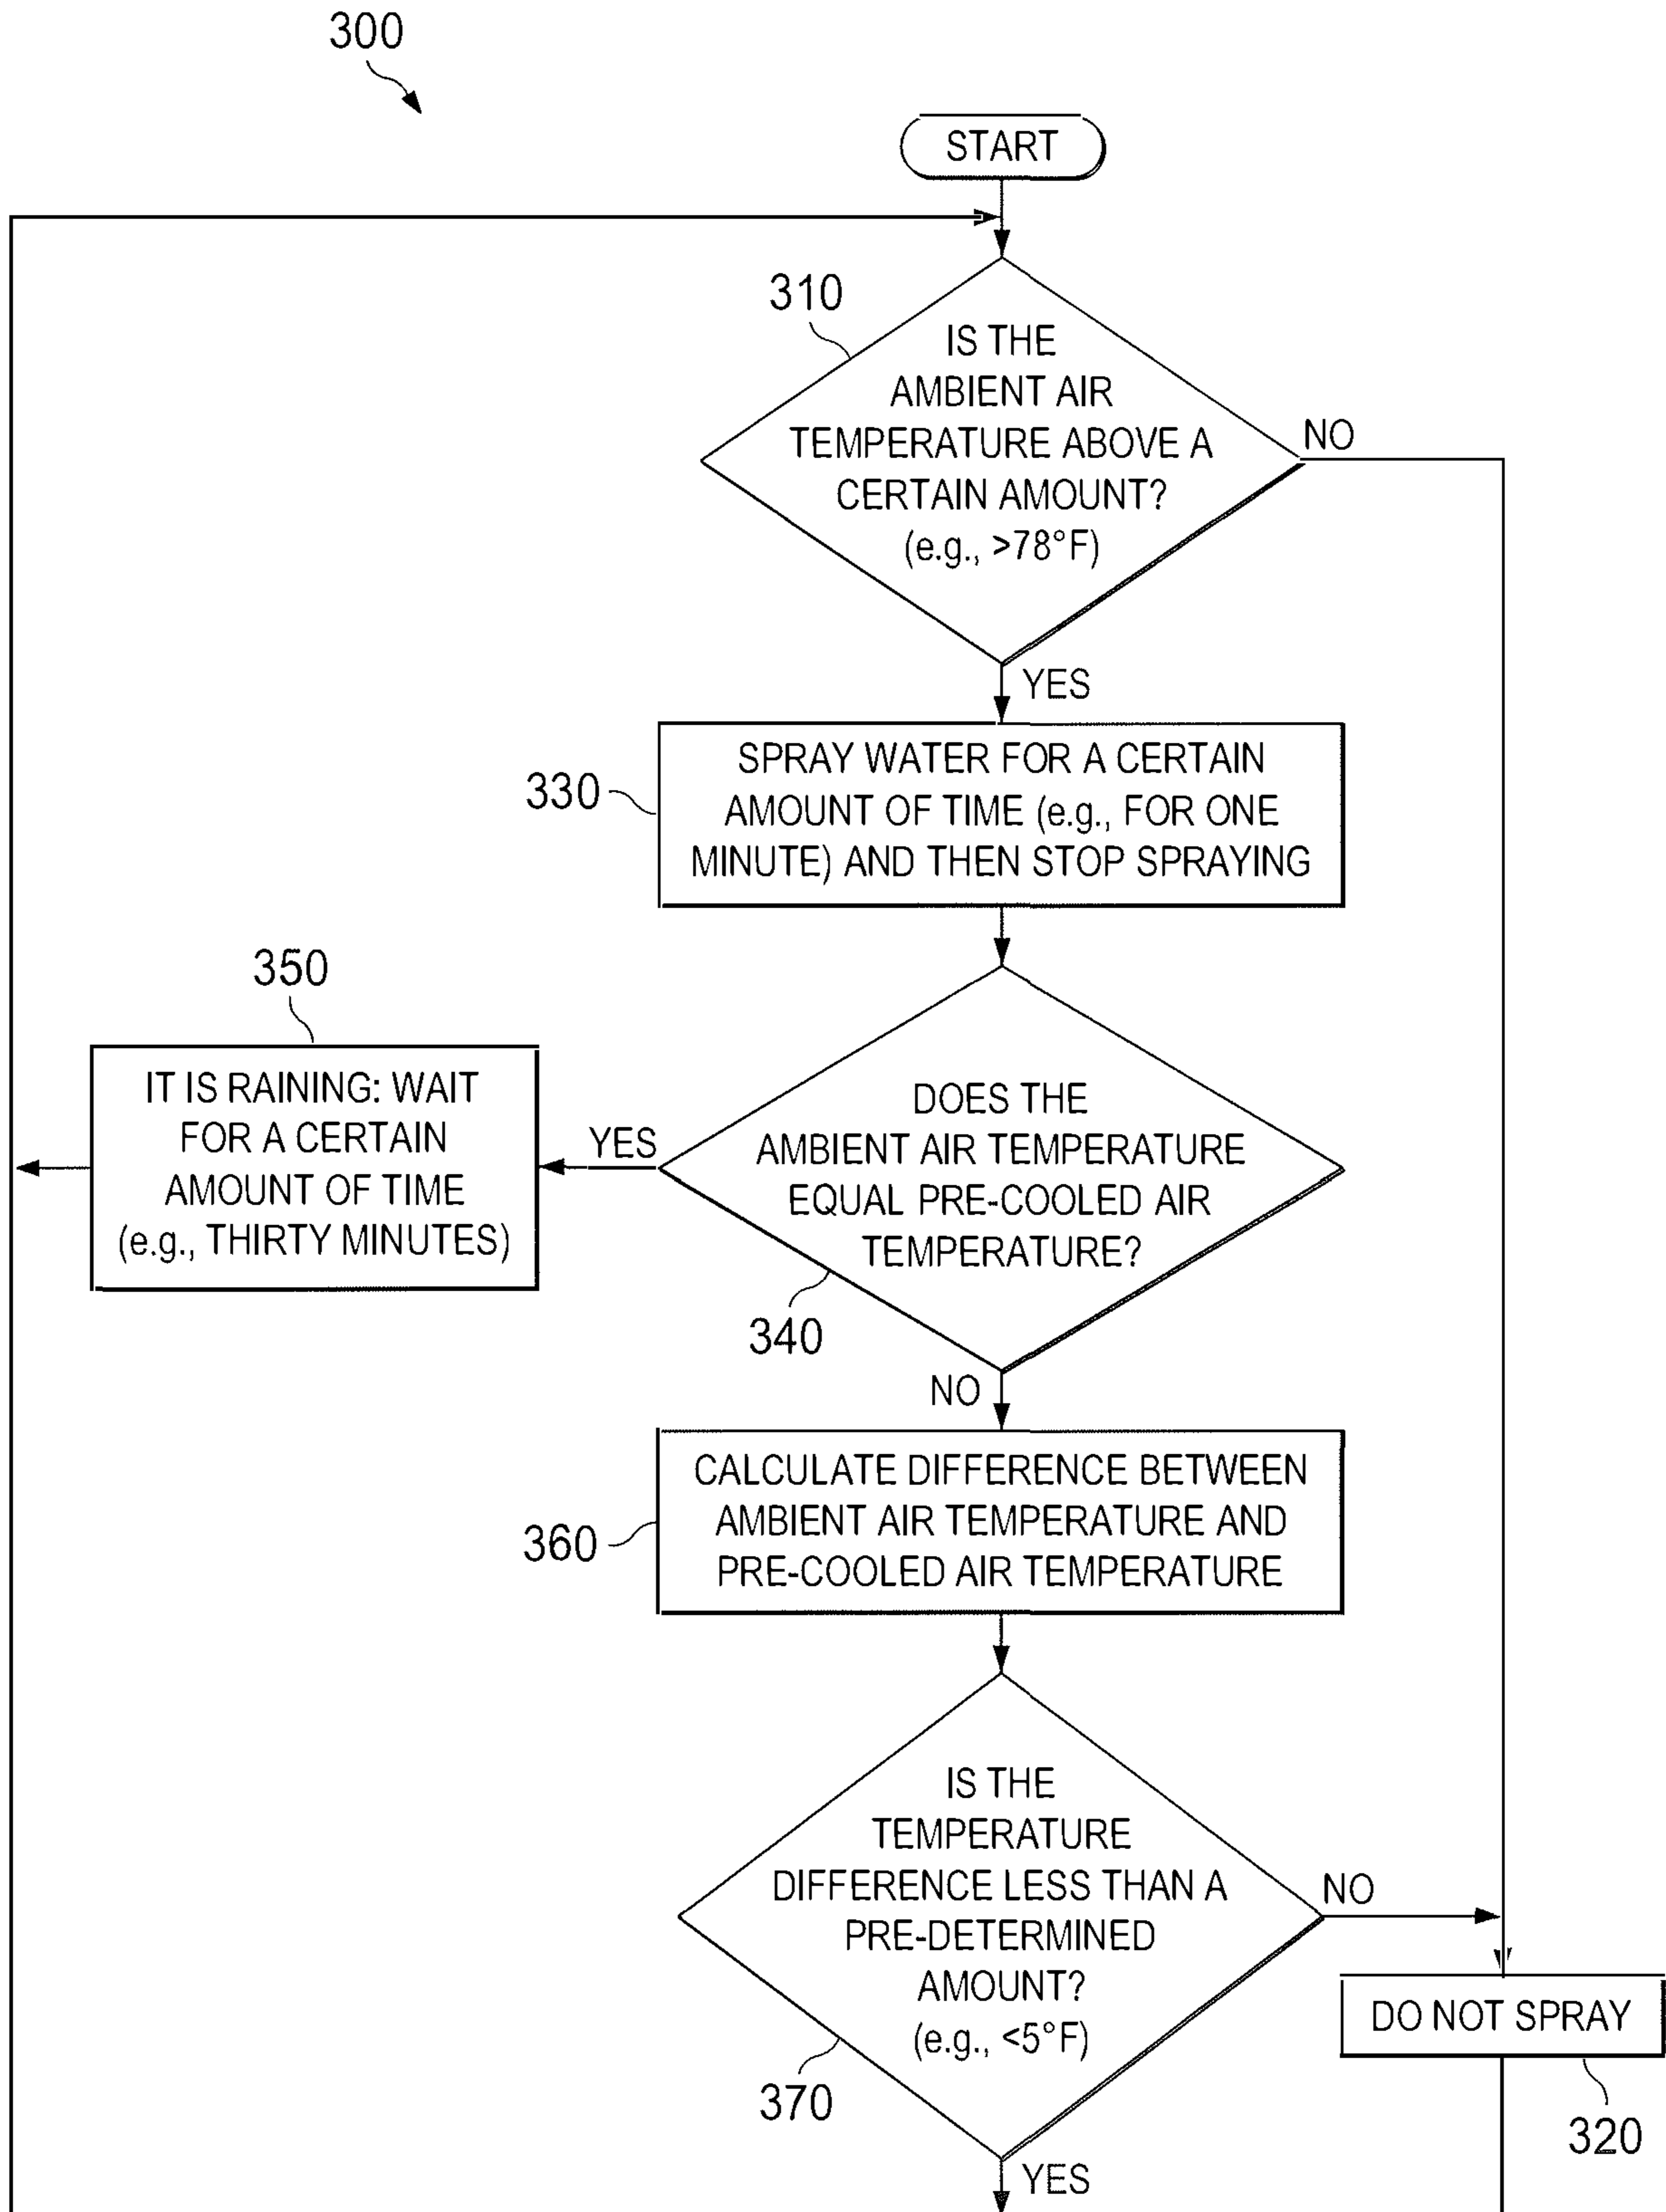 300
START
310
IS THE
AMBIENT AIR
TEMPERATURE ABOVE A
CERTAIN AMOUNT?
(e.g., >78°F)
NO
YES
330
SPRAY WATER FOR A CERTAIN
AMOUNT OF TIME (e.g., FOR ONE
MINUTE) AND THEN STOP SPRAYING
350
IT IS RAINING: WAIT
FOR A CERTAIN
AMOUNT OF TIME
(e.g., THIRTY MINUTES)
YES
DOES THE
AMBIENT AIR TEMPERATURE
EQUAL PRE-COOLED AIR
TEMPERATURE?
340
NO
360
CALCULATE DIFFERENCE BETWEEN
AMBIENT AIR TEMPERATURE AND
PRE-COOLED AIR TEMPERATURE
IS THE
TEMPERATURE
DIFFERENCE LESS THAN A
PRE-DETERMINED
AMOUNT?
(e.g., <5°F)
NO
370
DO NOT SPRAY
320
YES